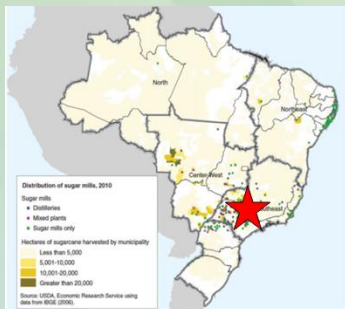 North
Northeast
Center-West
utheast
Distribution of sugar mills, 2010
Sugar mills
Distilleries
Mixed plants
Sugar mills only
Hectares of sugarcane harvested by municipality
Less than 5,000
5,001-10,000
10,001-20,000
Greater than 20,000
Source: USDA, Economic Research Service using
data from IBGE (2006).